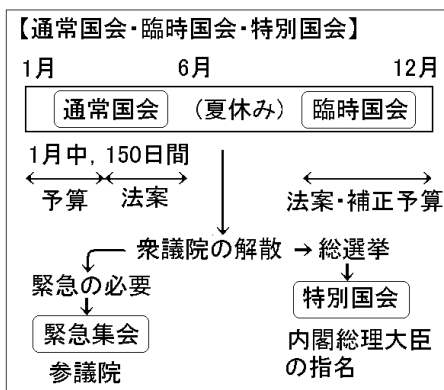 【通常国会・臨時国会・特別国会】
1月 6月 12月
通常国会 (夏休み) 臨時国会
1月中, 150日間
予算 法案 法案・補正予算
衆議院の解散 → 総選挙
緊急の必要
特別国会
緊急集会
内閣総理大臣
の指名
参議院